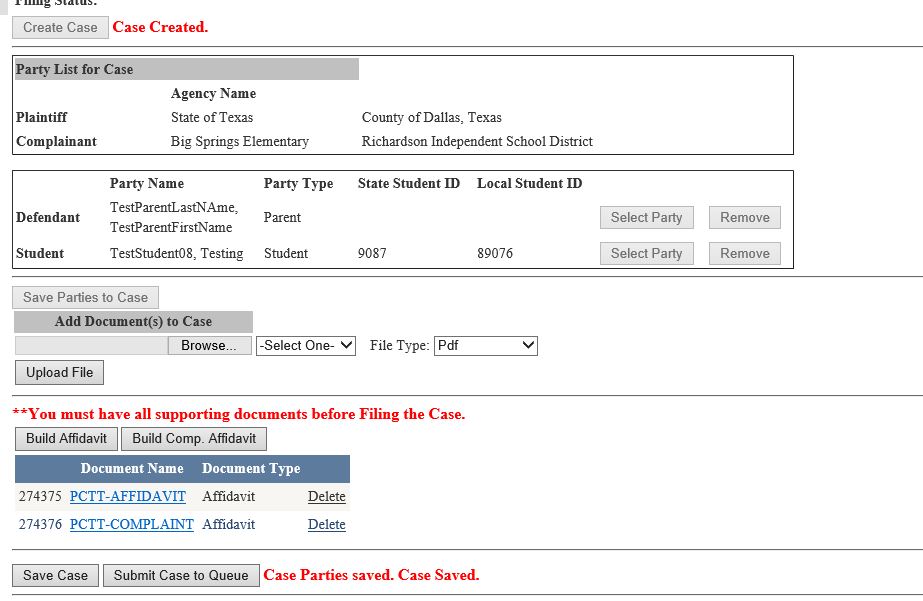 Filing Status:
Create Case Case Created.
Party List for Case
Agency Name
Plaintiff State of Texas County of Dallas, Texas
Complainant Big Springs Elementary Richardson Independent School District
Party Name Party Type State Student ID Local Student ID
Defendant TestParentLastNAme, TestParentFirstName Parent Select Party Remove
Student TestStudent08, Testing Student 9087 89076 Select Party Remove
Save Parties to Case
Add Document(s) to Case
Browse... -Select One- File Type: Pdf
Upload File
**You must have all supporting documents before Filing the Case.
Build Affidavit Build Comp. Affidavit
Document Name Document Type
274375 PCTT-AFFIDAVIT Affidavit Delete
274376 PCTT-COMPLAINT Affidavit Delete
Save Case Submit Case to Queue Case Parties saved. Case Saved.